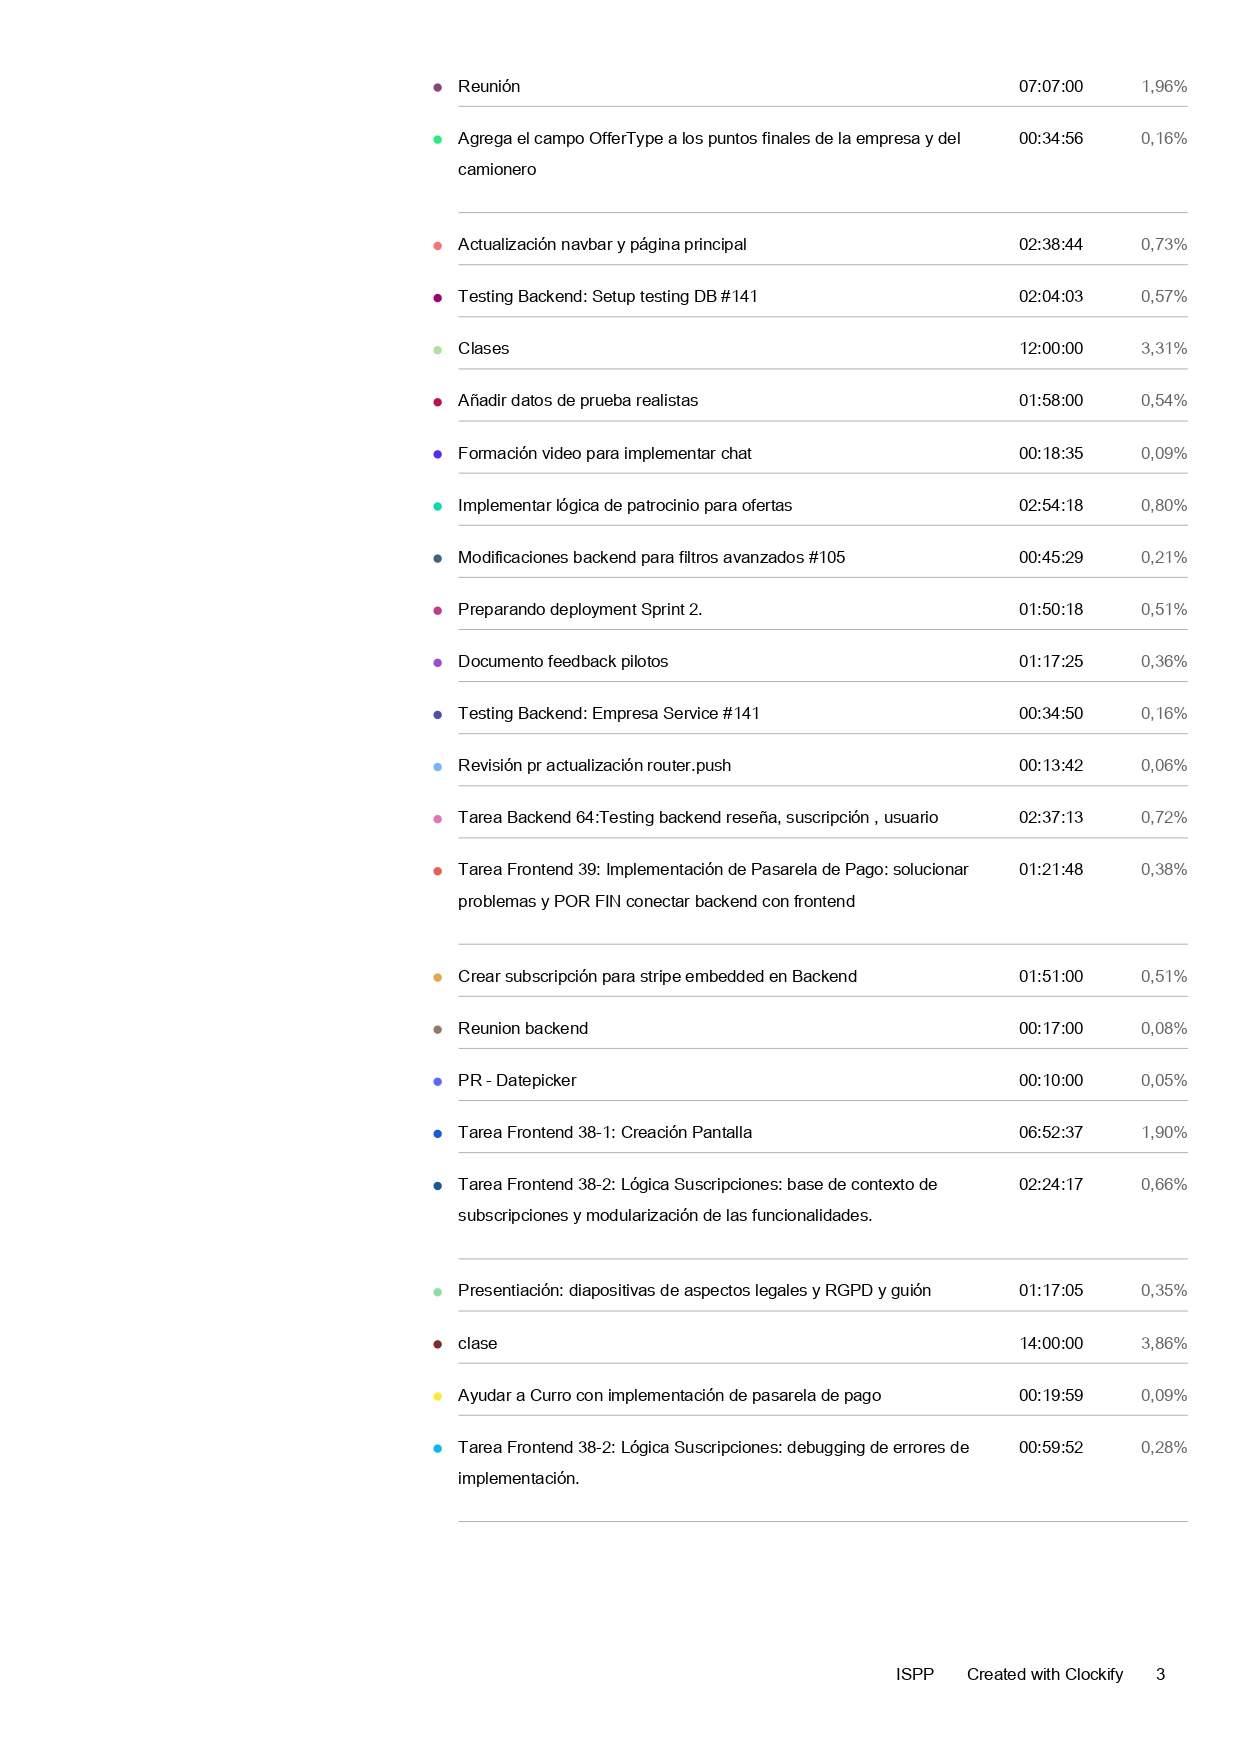 Reunión 07:07:00 1,96%
Agrega el campo OfferType a los puntos finales de la empresa y del 00:34:56 0,16%
camionero
Actualización navbar y página principal 02:38:44 0,73%
Testing Backend: Setup testing DB #141 02:04:03 0,57%
Clases 12:00:00 3,31%
Añadir datos de prueba realistas 01:58:00 0,54%
Formación video para implementar chat 00:18:35 0,09%
Implementar lógica de patrocinio para ofertas 02:54:18 0,80%
Modificaciones backend para filtros avanzados #105 00:45:29 0,21%
Preparando deployment Sprint 2. 01:50:18 0,51%
Documento feedback pilotos 01:17:25 0,36%
Testing Backend: Empresa Service #141 00:34:50 0,16%
Revisión pr actualización router.push 00:13:42 0,06%
Tarea Backend 64:Testing backend reseña, suscripción , usuario 02:37:13 0,72%
Tarea Frontend 39: Implementación de Pasarela de Pago: solucionar 01:21:48 0,38%
problemas y POR FIN conectar backend con frontend
Crear subscripción para stripe embedded en Backend 01:51:00 0,51%
Reunion backend 00:17:00 0,08%
PR - Datepicker 00:10:00 0,05%
Tarea Frontend 38-1: Creación Pantalla 06:52:37 1,90%
Tarea Frontend 38-2: Lógica Suscripciones: base de contexto de 02:24:17 0,66%
subscripciones y modularización de las funcionalidades.
Presentiación: diapositivas de aspectos legales y RGPD y guión 01:17:05 0,35%
clase 14:00:00 3,86%
Ayudar a Curro con implementación de pasarela de pago 00:19:59 0,09%
Tarea Frontend 38-2: Lógica Suscripciones: debugging de errores de 00:59:52 0,28%
implementación.
ISPP Created with Clockify 3